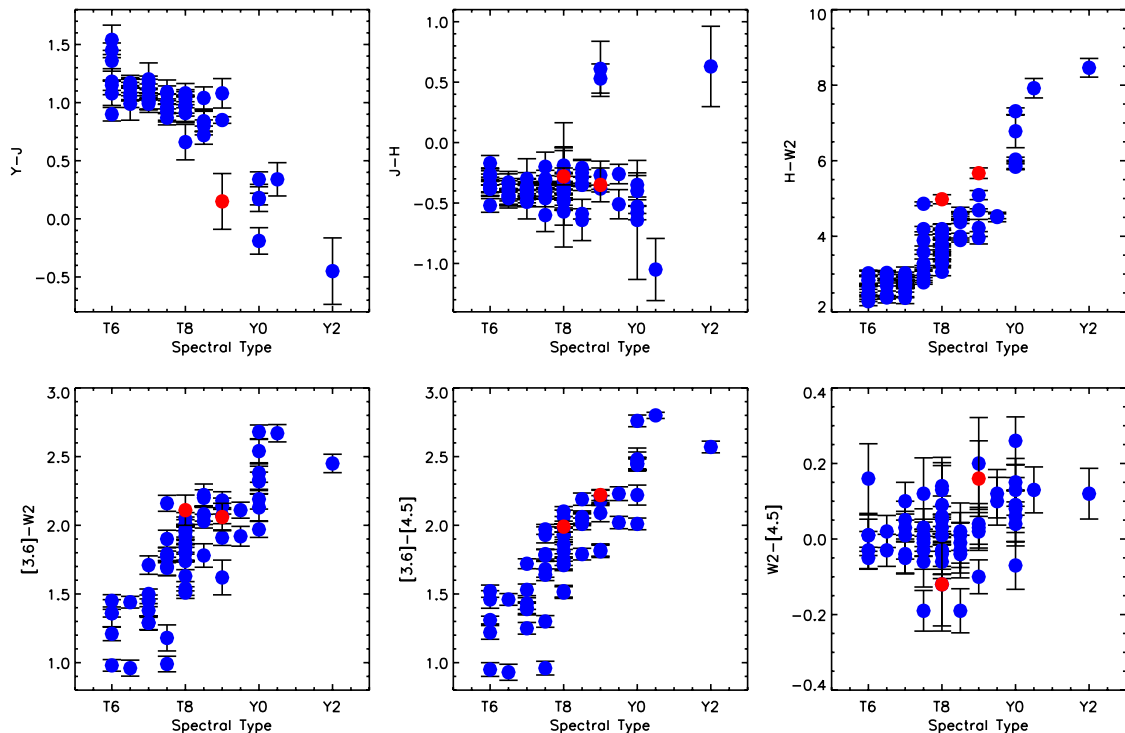 Y-J
1.5
1.0
0.5
0.0
-0.5
T6 T8 Y0 Y2
Spectral Type
J-H
1.0
0.5
0.0
-0.5
-1.0
T6 T8 Y0 Y2
Spectral Type
H-W2
10
8
6
4
2
T6 T8 Y0 Y2
Spectral Type
[3.6]-W2
3.0
2.5
2.0
1.5
1.0
T6 T8 Y0 Y2
Spectral Type
[3.6]-[4.5]
3.0
2.5
2.0
1.5
1.0
T6 T8 Y0 Y2
Spectral Type
W2-[4.5]
0.4
0.2
0.0
-0.2
-0.4
T6 T8 Y0 Y2
Spectral Type